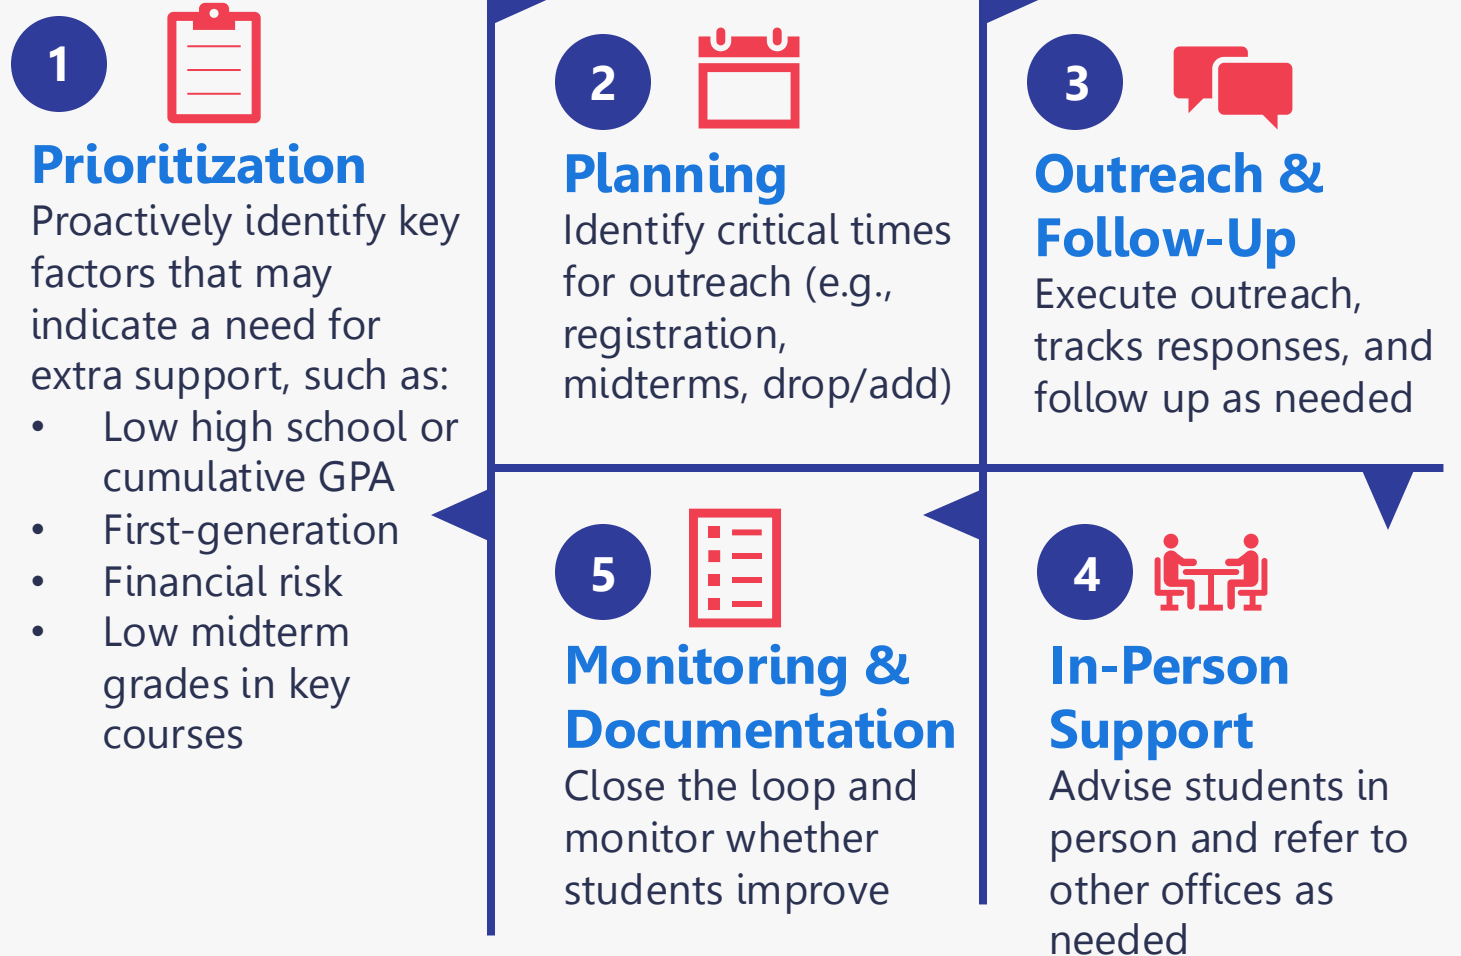 1
Prioritization
Proactively identify key
factors that may
indicate a need for
extra support, such as:
• Low high school or
cumulative GPA
• First-generation
• Financial risk
• Low midterm
grades in key
courses
2
Planning
Identify critical times
for outreach (e.g.,
registration,
midterms, drop/add)
3
Outreach &
Follow-Up
Execute outreach,
tracks responses, and
follow up as needed
4
In-Person
Support
Advise students in
person and refer to
other offices as
needed
5
Monitoring &
Documentation
Close the loop and
monitor whether
students improve